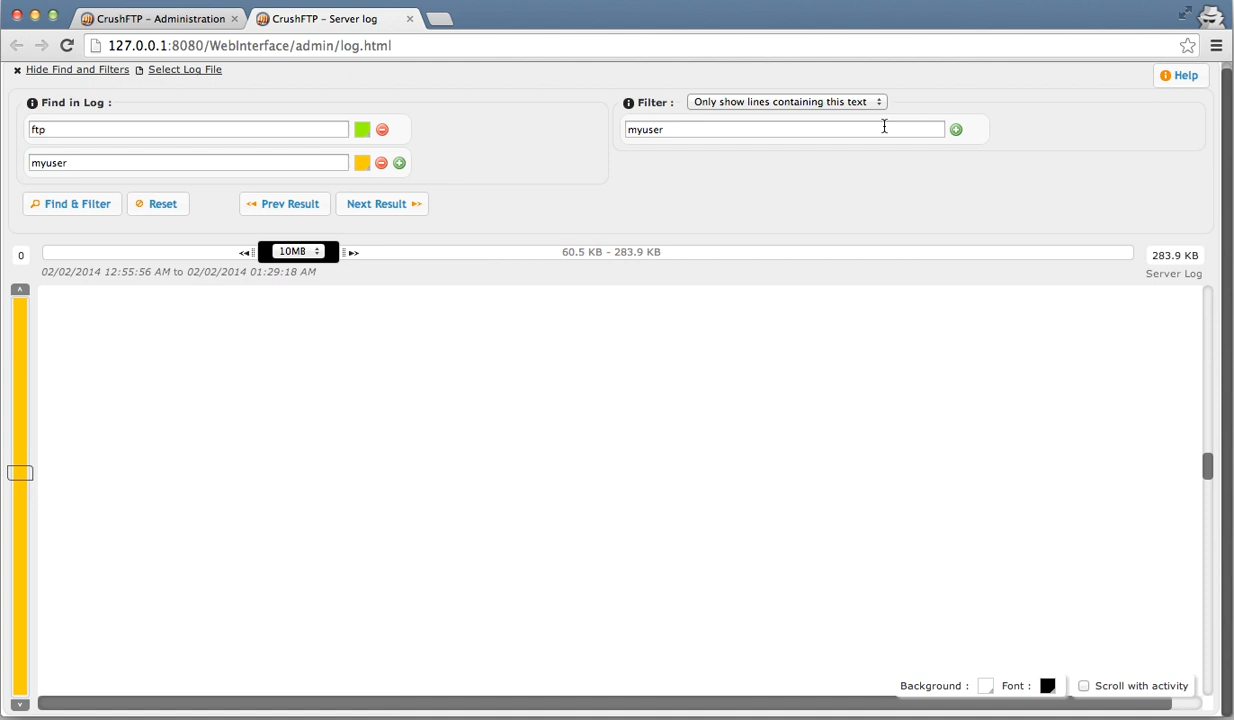 CrushFTP – Administration
CrushFTP – Server log
127.0.0.1:8080/WebInterface/admin/log.html
Hide Find and Filters Select Log File
Help
Find in Log :
ftp
myuser
Filter : Only show lines containing this text
myuser
Find & Filter Reset Prev Result Next Result
0 10MB 60.5 KB - 283.9 KB 283.9 KB
02/02/2014 12:55:56 AM to 02/02/2014 01:29:18 AM Server Log
Background : Font : Scroll with activity